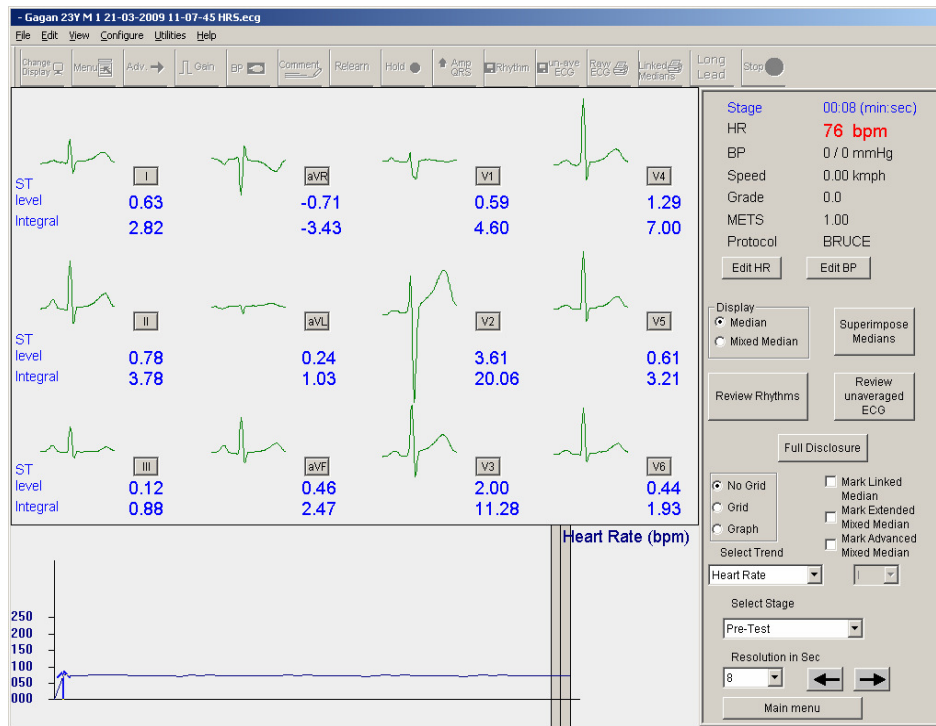 - Gagan 23Y M 1 21-03-2009 11-07-45 HRS.ecg
File Edit View Configure Utilities Help
Change Display
Menu
Adv.
Gain
BP
Comment
Relearn
Hold
Amp QRS
Rhythm
un-ave ECG
Raw ECG
Linked Medians
Long Lead
Stop
I aVR V1 V4
ST
level 0.63 -0.71 0.59 1.29
Integral 2.82 -3.43 4.60 7.00
II aVL V2 V5
ST
level 0.78 0.24 3.61 0.61
Integral 3.78 1.03 20.06 3.21
III aVF V3 V6
ST
level 0.12 0.46 2.00 0.44
Integral 0.88 2.47 11.28 1.93
Heart Rate (bpm)
250
200
150
100
050
000
Stage 00:08 (min:sec)
HR 76 bpm
BP 0 / 0 mmHg
Speed 0.00 kmph
Grade 0.0
METS 1.00
Protocol BRUCE
Edit HR Edit BP
Display
Median
Mixed Median
Superimpose
Medians
Review Rhythms
Review
unaveraged
ECG
Full Disclosure
No Grid
Grid
Graph
Mark Linked
Median
Mark Extended
Mixed Median
Mark Advanced
Mixed Median
Select Trend
Heart Rate I
Select Stage
Pre-Test
Resolution in Sec
8
Main menu